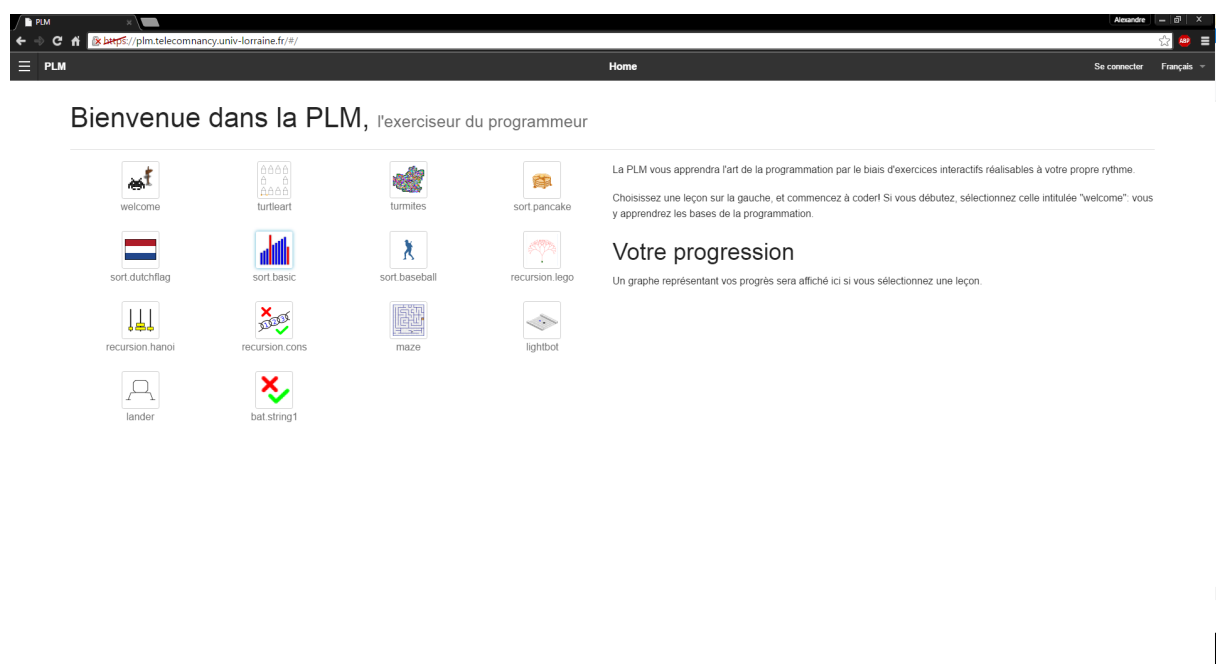 PLM
Alexandre
https://plm.telecomnancy.univ-lorraine.fr/#/
ABP
PLM
Home
Se connecter
Français
Bienvenue dans la PLM, l'exerciseur du programmeur
welcome
turtleart
turmites
sort.pancake
sort.dutchflag
sort.basic
sort.baseball
recursion.lego
recursion.hanoi
recursion.cons
maze
lightbot
lander
bat.string1
La PLM vous apprendra l'art de la programmation par le biais d'exercices interactifs réalisables à votre propre rythme.
Choisissez une leçon sur la gauche, et commencez à coder! Si vous débutez, sélectionnez celle intitulée "welcome": vous
y apprendrez les bases de la programmation.
Votre progression
Un graphe représentant vos progrès sera affiché ici si vous sélectionnez une leçon.